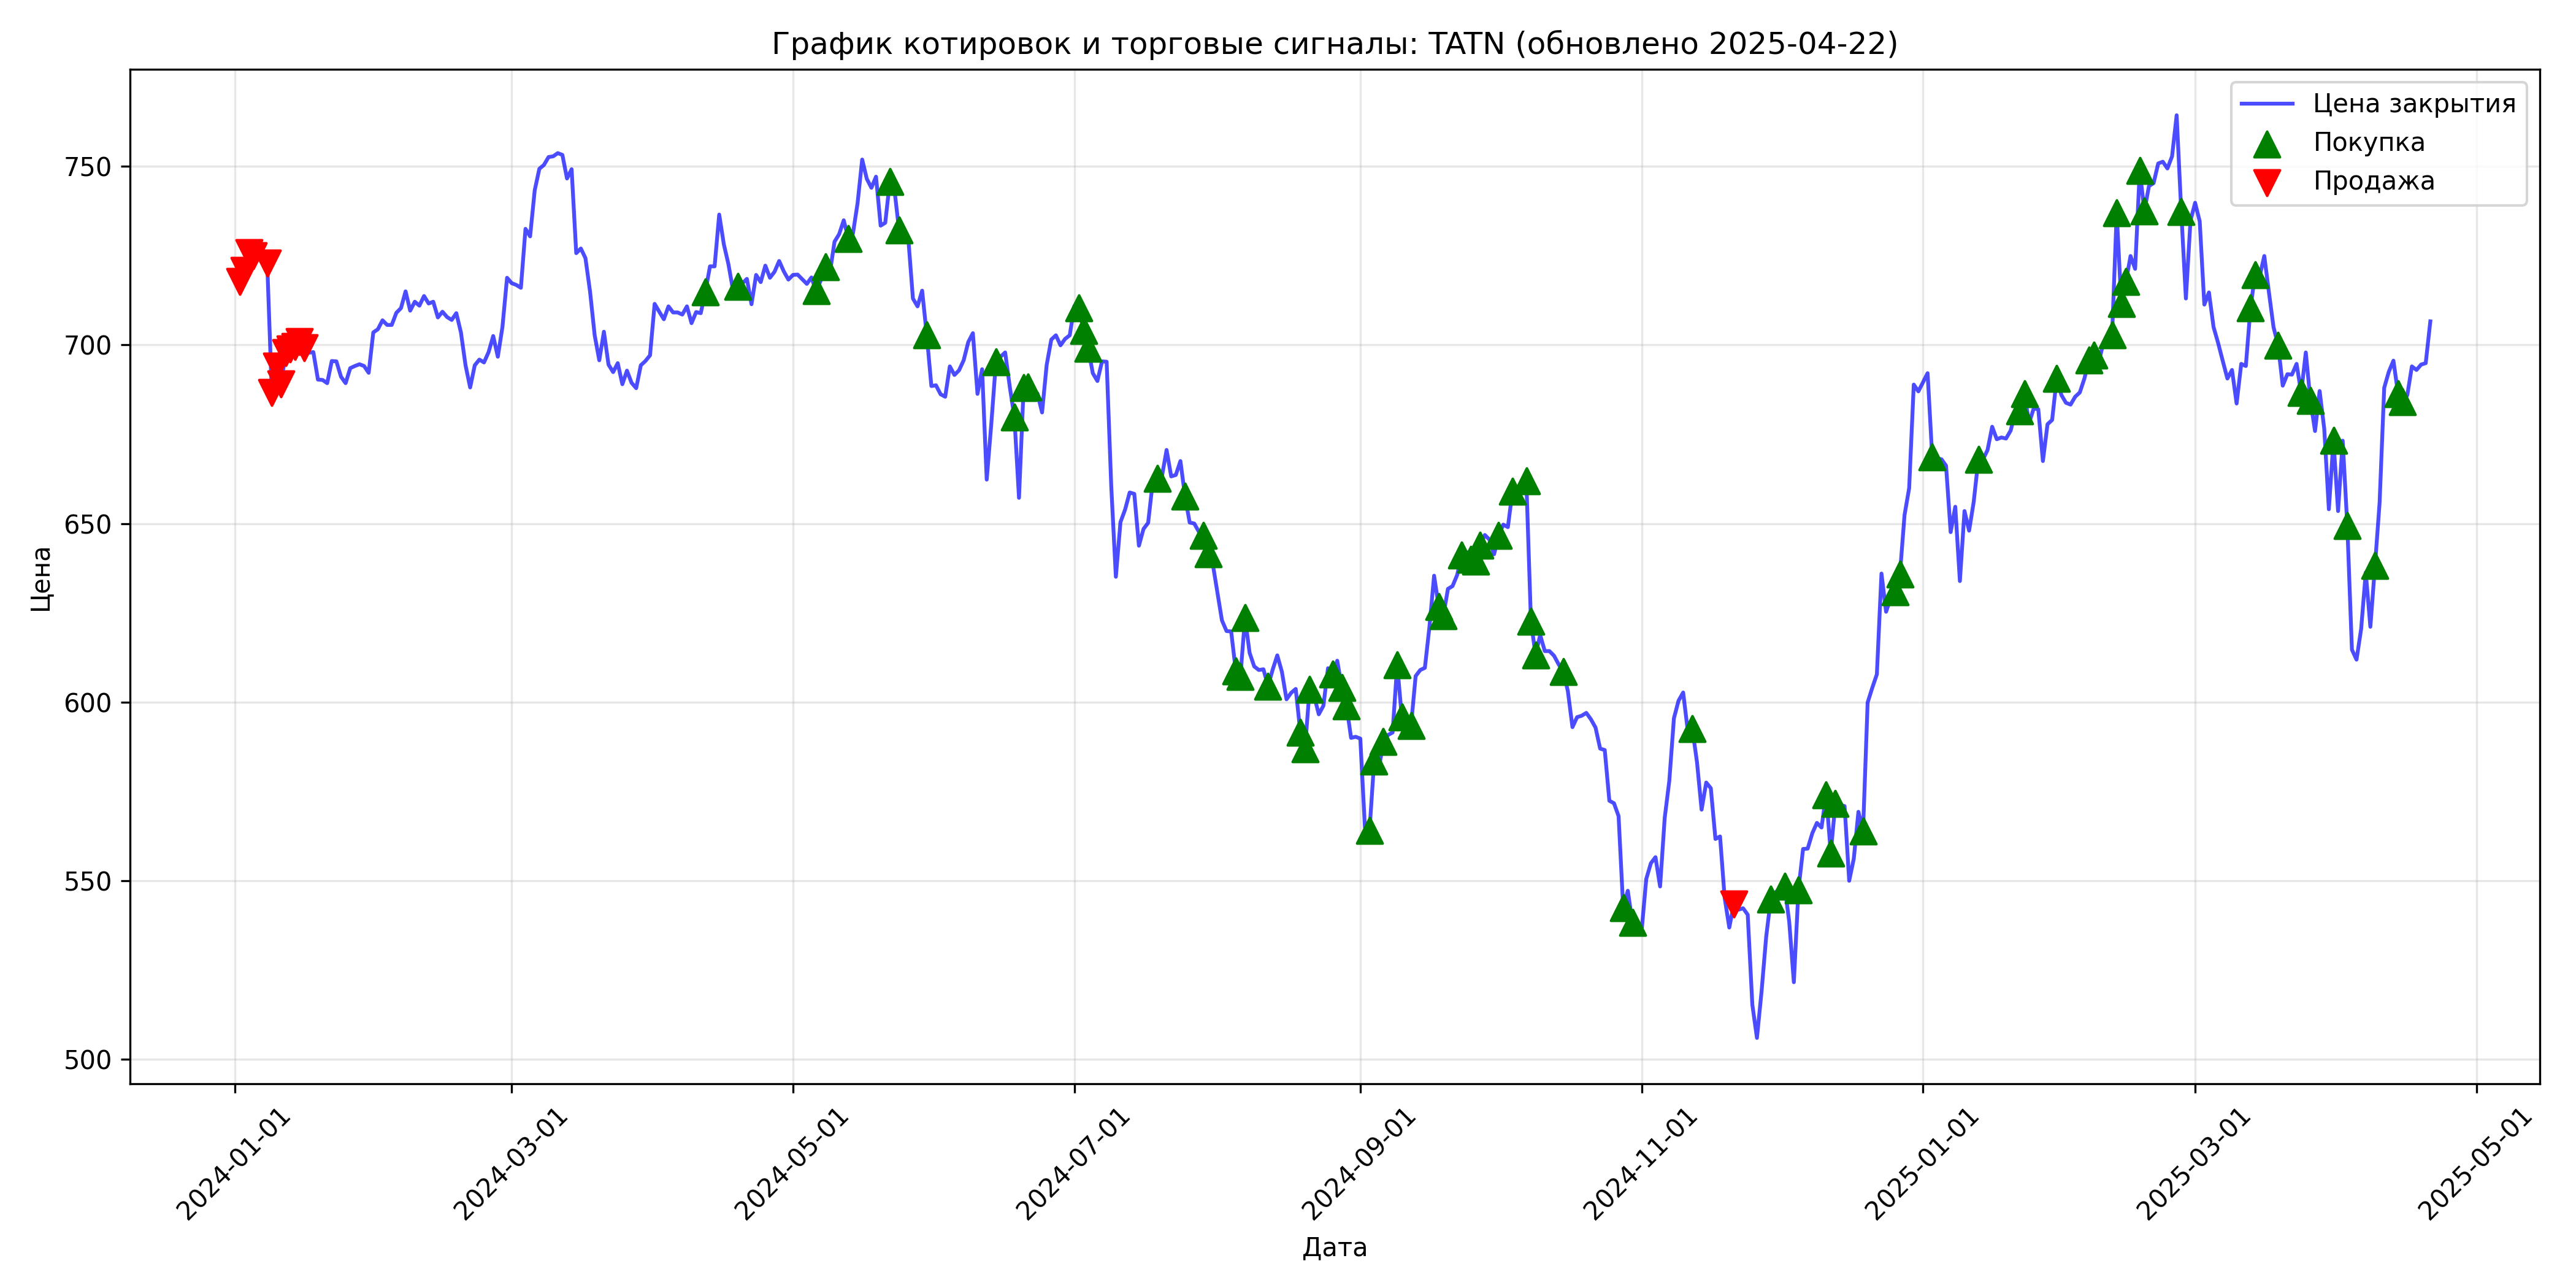 График котировок и торговые сигналы: TATN (обновлено 2025-04-22)
Цена закрытия
Покупка
Продажа
Цена
750
700
650
600
550
500
2024-01-01
2024-03-01
2024-05-01
2024-07-01
2024-09-01
2024-11-01
2025-01-01
2025-03-01
2025-05-01
Дата